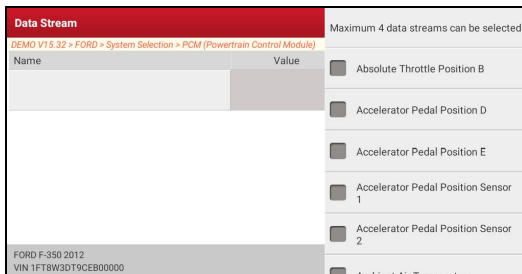 Data Stream
DEMO V15.32 > FORD > System Selection > PCM (Powertrain Control Module)
Name Value
FORD F-350 2012
VIN 1FT8W3DT9CEB00000
Maximum 4 data streams can be selected
Absolute Throttle Position B
Accelerator Pedal Position D
Accelerator Pedal Position E
Accelerator Pedal Position Sensor
1
Accelerator Pedal Position Sensor
2